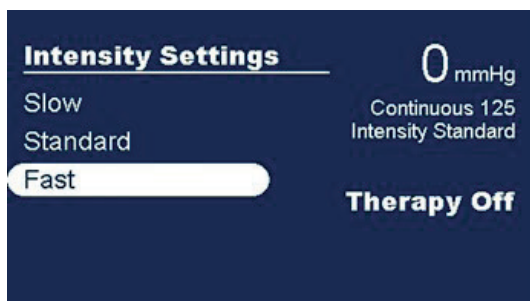 Intensity Settings
Slow
Standard
Fast
0 mmHg
Continuous 125
Intensity Standard
Therapy Off